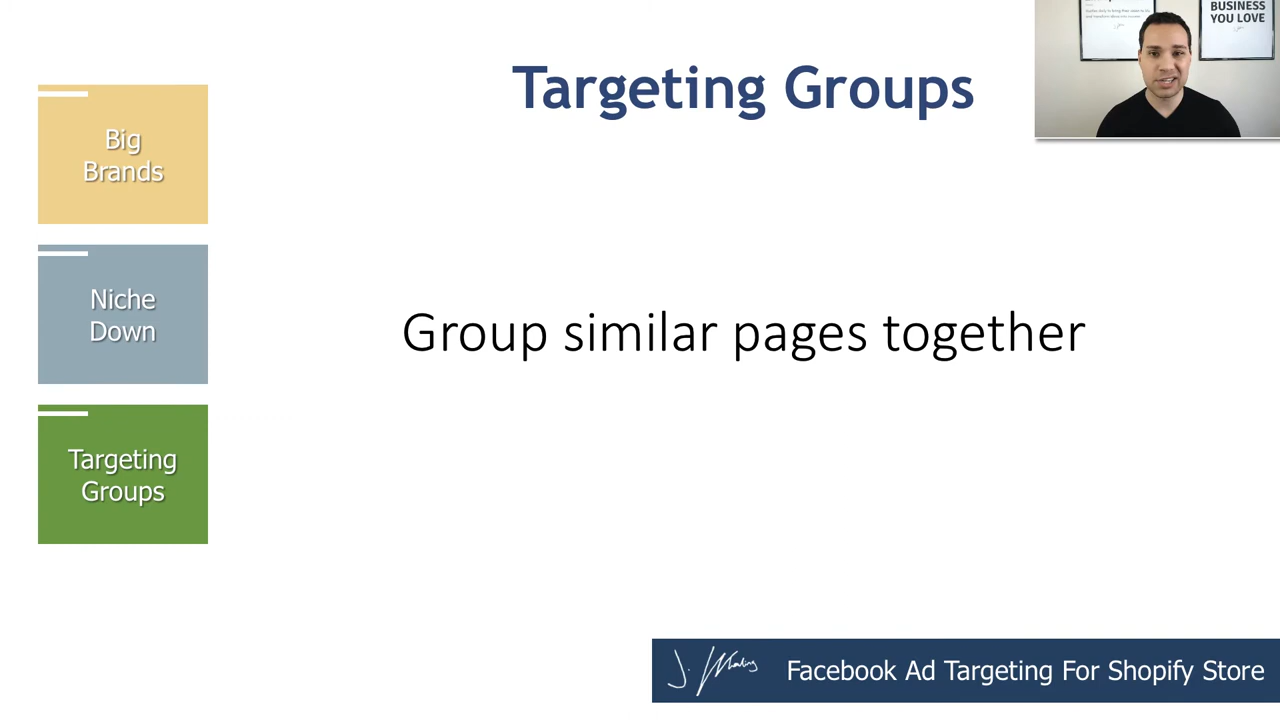 Targeting Groups
BUSINESS
YOU LOVE
Big
Brands
Niche
Down
Targeting
Groups
Group similar pages together
Facebook Ad Targeting For Shopify Store